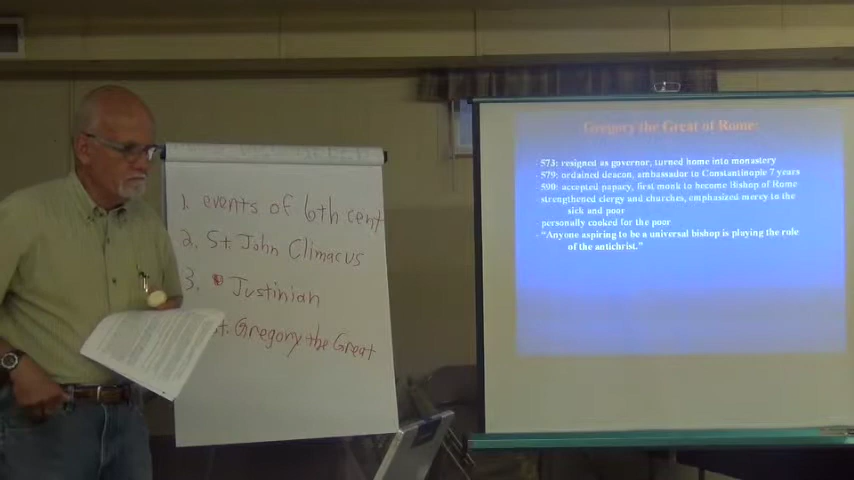 1. events of 6th cent
2. St. John Climacus
3. Justinian
St. Gregory the Great
Gregory the Great of Rome:
573: resigned as governor, turned home into monastery
579: ordained deacon, ambassador to Constantinople 7 years
590: accepted papacy, first monk to become Bishop of Rome
strengthened clergy and churches, emphasized mercy to the
sick and poor
personally cooked for the poor
"Anyone aspiring to be a universal bishop is playing the role
of the antichrist."